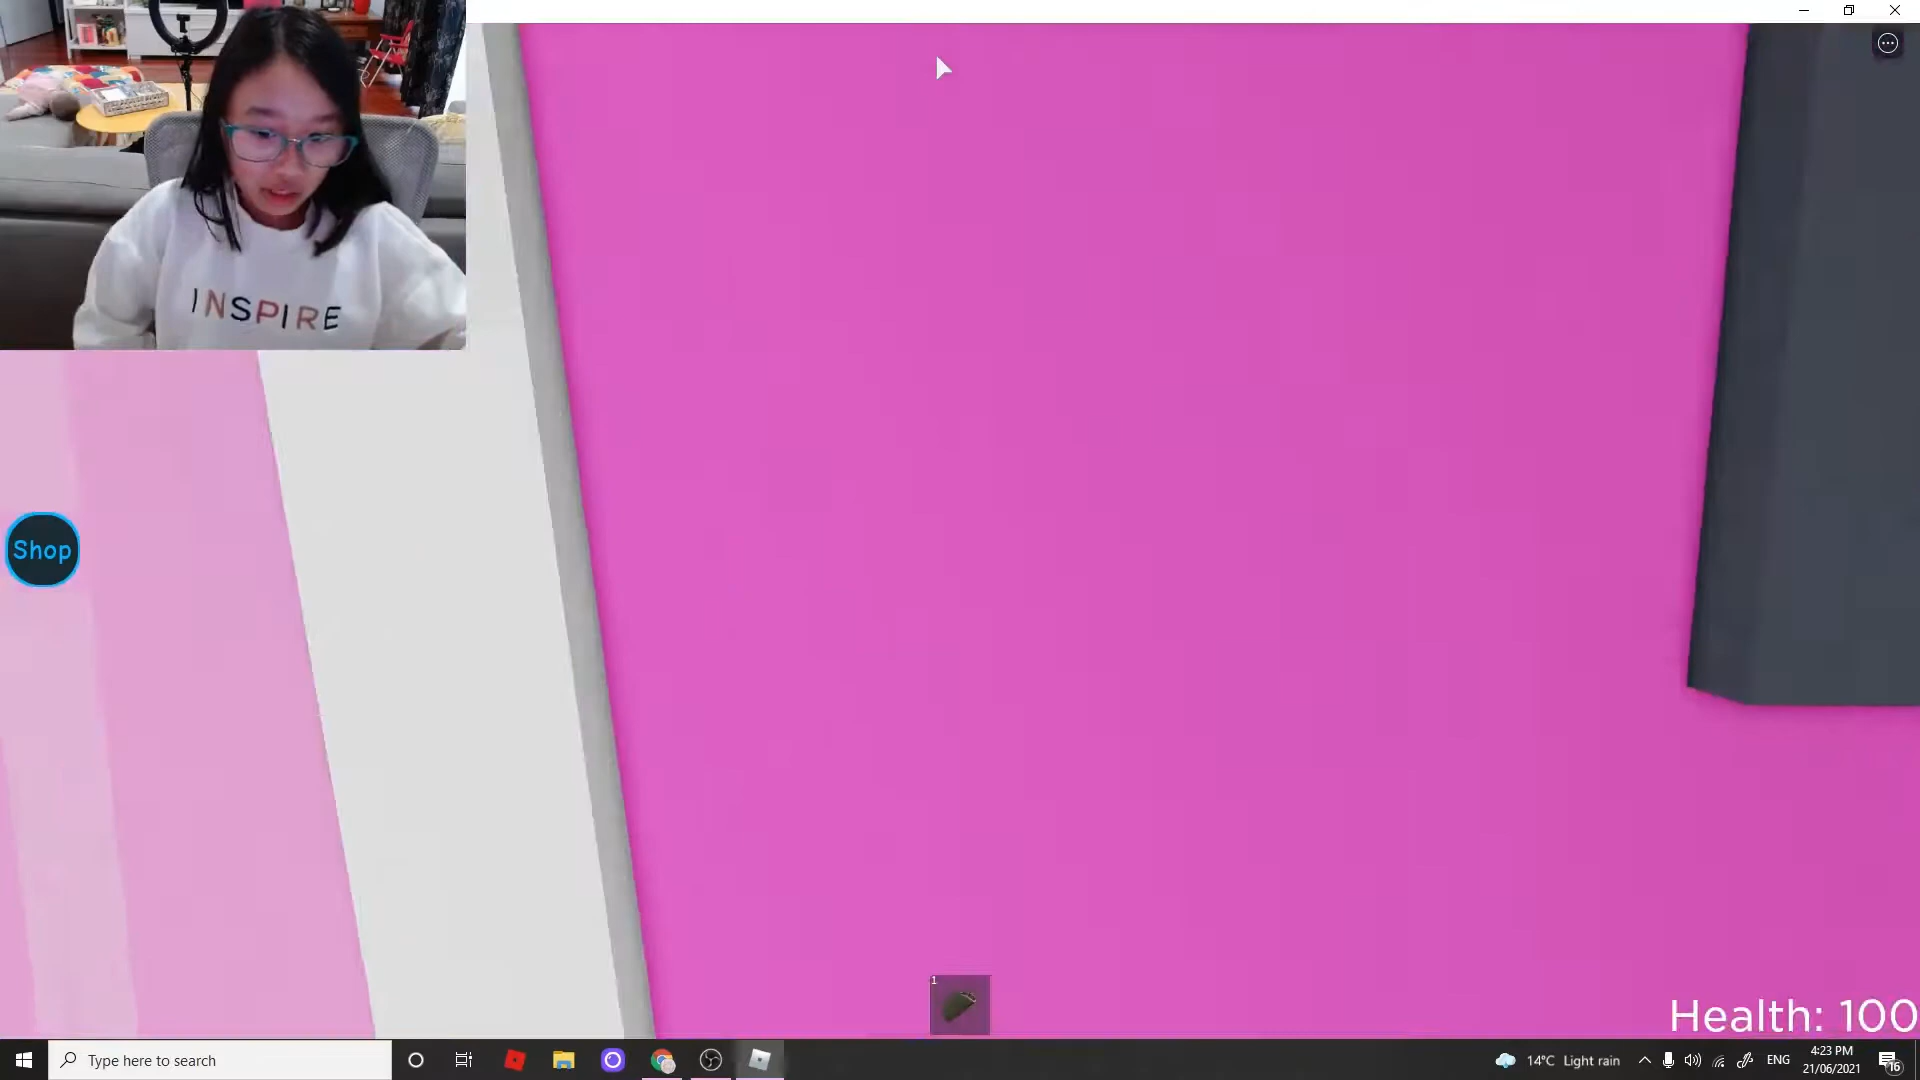 INSPIRE
Shop
1
Health: 100
Type here to search
14°C Light rain
ENG
4:23 PM
21/06/2021
16